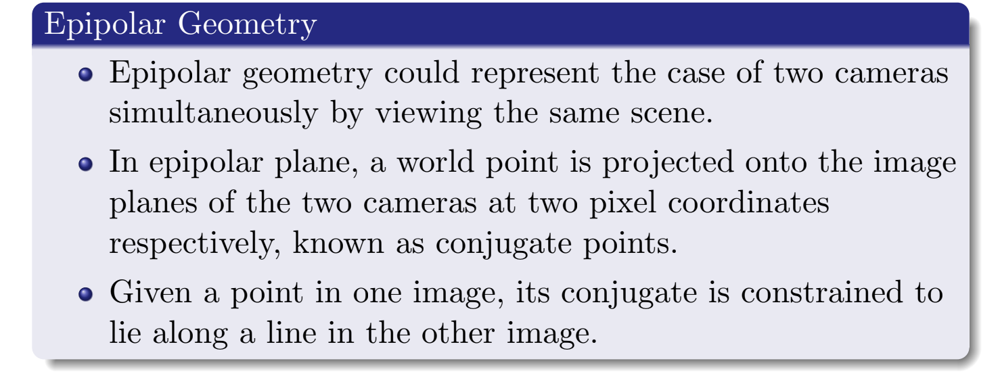 Epipolar Geometry
Epipolar geometry could represent the case of two cameras
simultaneously by viewing the same scene.
In epipolar plane, a world point is projected onto the image
planes of the two cameras at two pixel coordinates
respectively, known as conjugate points.
Given a point in one image, its conjugate is constrained to
lie along a line in the other image.